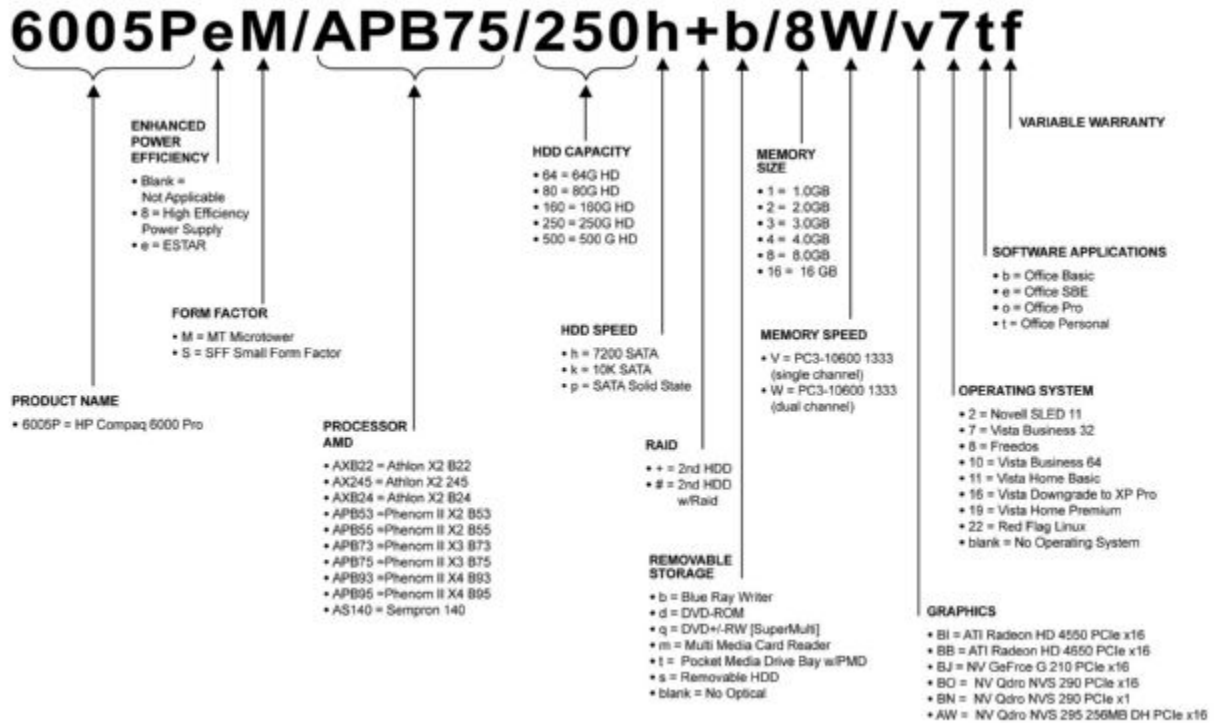 6005PeM/APB75/250h+b/8W/v7tf
ENHANCED
POWER
EFFICIENCY
• Blank =
Not Applicable
• 8 = High Efficiency
Power Supply
• e = ESTAR
FORM FACTOR
• M = MT Microtower
• S = SFF Small Form Factor
PRODUCT NAME
• 6005P = HP Compaq 6000 Pro
PROCESSOR
AMD
• AXB22 = Athlon X2 B22
• AX245 = Athlon X2 245
• AXB24 = Athlon X2 B24
• APB53 =Phenom II X2 B53
• APB55 =Phenom II X2 B55
• APB73 =Phenom II X3 B73
• APB75 =Phenom II X3 B75
• APB93 =Phenom II X4 B93
• APB95 =Phenom II X4 B95
• AS140 = Sempron 140
HDD CAPACITY
• 64 = 64G HD
• 80 = 80G HD
• 160 = 160G HD
• 250 = 250G HD
• 500 = 500 G HD
HDD SPEED
• h = 7200 SATA
• k = 10K SATA
• p = SATA Solid State
RAID
• + = 2nd HDD
• # = 2nd HDD
w/Raid
REMOVABLE
STORAGE
• b = Blue Ray Writer
• d = DVD-ROM
• q = DVD+/-RW [SuperMulti]
• m = Multi Media Card Reader
• t = Pocket Media Drive Bay w/PMD
• s = Removable HDD
• blank = No Optical
MEMORY
SIZE
• 1 = 1.0GB
• 2 = 2.0GB
• 3 = 3.0GB
• 4 = 4.0GB
• 8 = 8.0GB
• 16 = 16 GB
MEMORY SPEED
• V = PC3-10600 1333
(single channel)
• W = PC3-10600 1333
(dual channel)
VARIABLE WARRANTY
SOFTWARE APPLICATIONS
• b = Office Basic
• e = Office SBE
• o = Office Pro
• t = Office Personal
OPERATING SYSTEM
• 2 = Novell SLED 11
• 7 = Vista Business 32
• 8 = Freedos
• 10 = Vista Business 64
• 11 = Vista Home Basic
• 16 = Vista Downgrade to XP Pro
• 19 = Vista Home Premium
• 22 = Red Flag Linux
• blank = No Operating System
GRAPHICS
• BI = ATI Radeon HD 4550 PCIe x16
• BB = ATI Radeon HD 4650 PCIe x16
• BJ = NV GeFrce G 210 PCIe x16
• BO = NV Qdro NVS 290 PCIe x16
• BN = NV Qdro NVS 290 PCIe x1
• AW = NV Qdro NVS 295 256MB DH PCIe x16